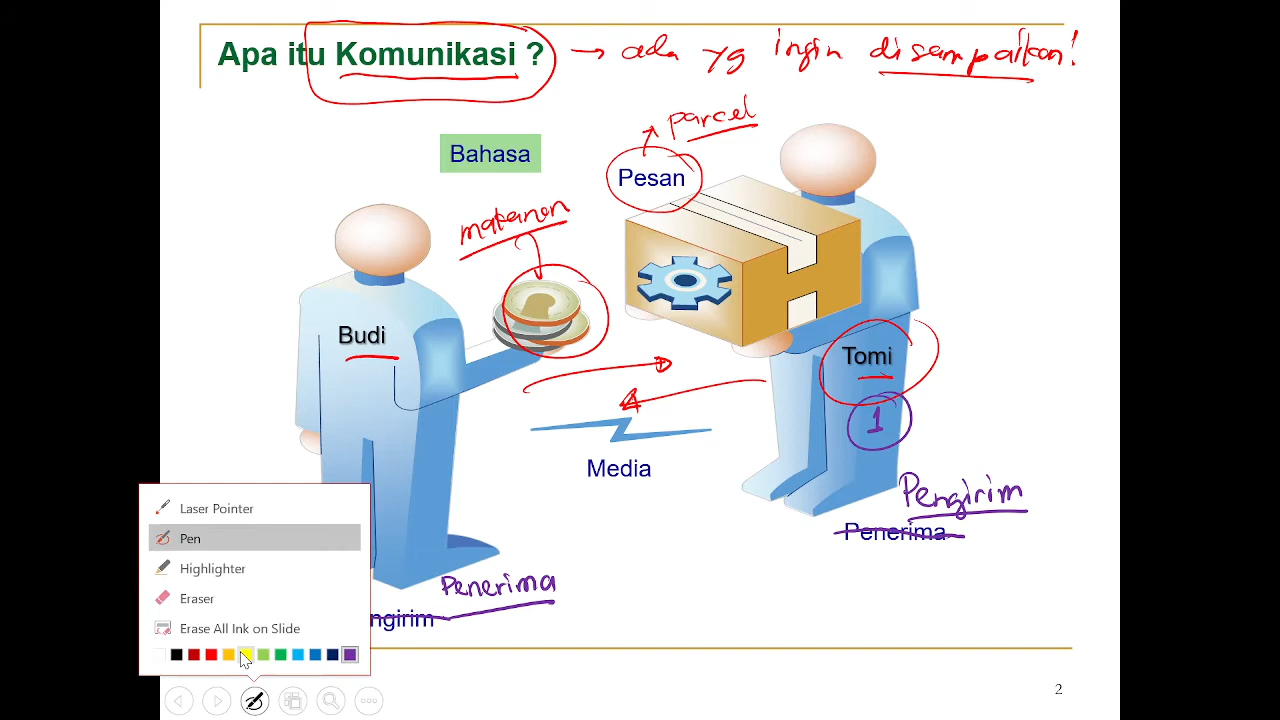 Apa itu Komunikasi ? → ada yg ingin disampaikan!
parcel
Bahasa
Pesan
makanan
Budi
Tomi
1
Media
Pengirim
Penerima
Penerima
ngirim
Laser Pointer
Pen
Highlighter
Eraser
Erase All Ink on Slide
2